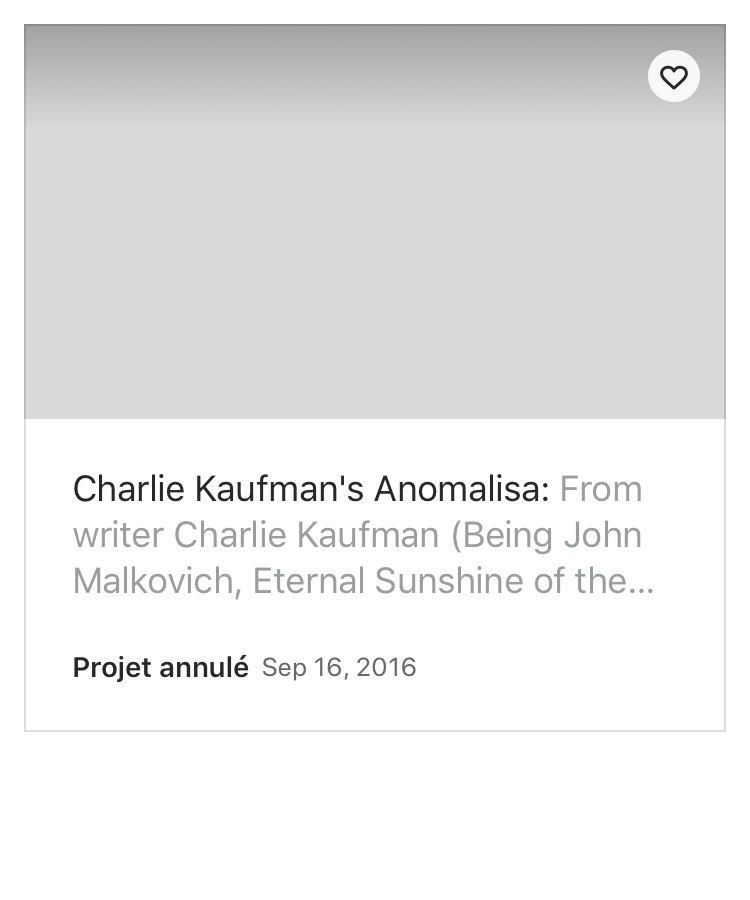 Charlie Kaufman's Anomalisa: From
writer Charlie Kaufman (Being John
Malkovich, Eternal Sunshine of the...
Projet annulé Sep 16, 2016